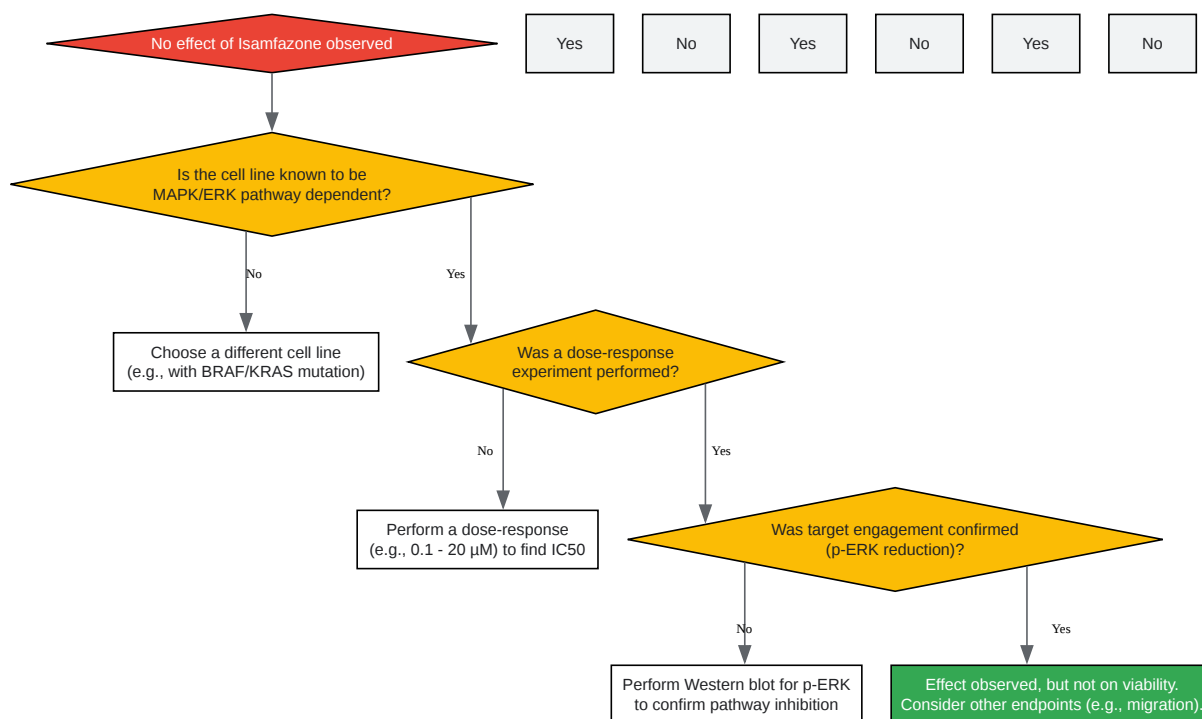 No effect of Isamfazone observed
Yes
No
Yes
No
Yes
No
Is the cell line known to be
MAPK/ERK pathway dependent?
No
Yes
Choose a different cell line
(e.g., with BRAF/KRAS mutation)
Was a dose-response
experiment performed?
No
Yes
Perform a dose-response
(e.g., 0.1 - 20 µM) to find IC50
Was target engagement confirmed
(p-ERK reduction)?
No
Yes
Perform Western blot for p-ERK
to confirm pathway inhibition
Effect observed, but not on viability.
Consider other endpoints (e.g., migration).